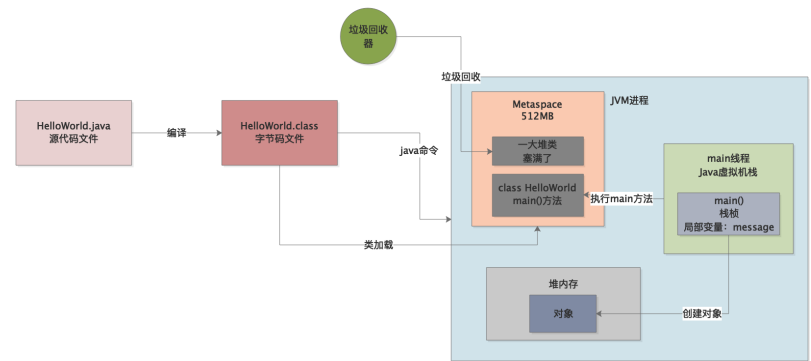 垃圾回收
器
垃圾回收
JVM进程
Metaspace
512MB
HelloWorld.java
源代码文件
编译
HelloWorld.class
字节码文件
java命令
一大堆类
塞满了
main线程
Java虚拟机栈
class HelloWorld
main()方法
执行main方法
main()
栈桢
局部变量：message
类加载
堆内存
对象
创建对象